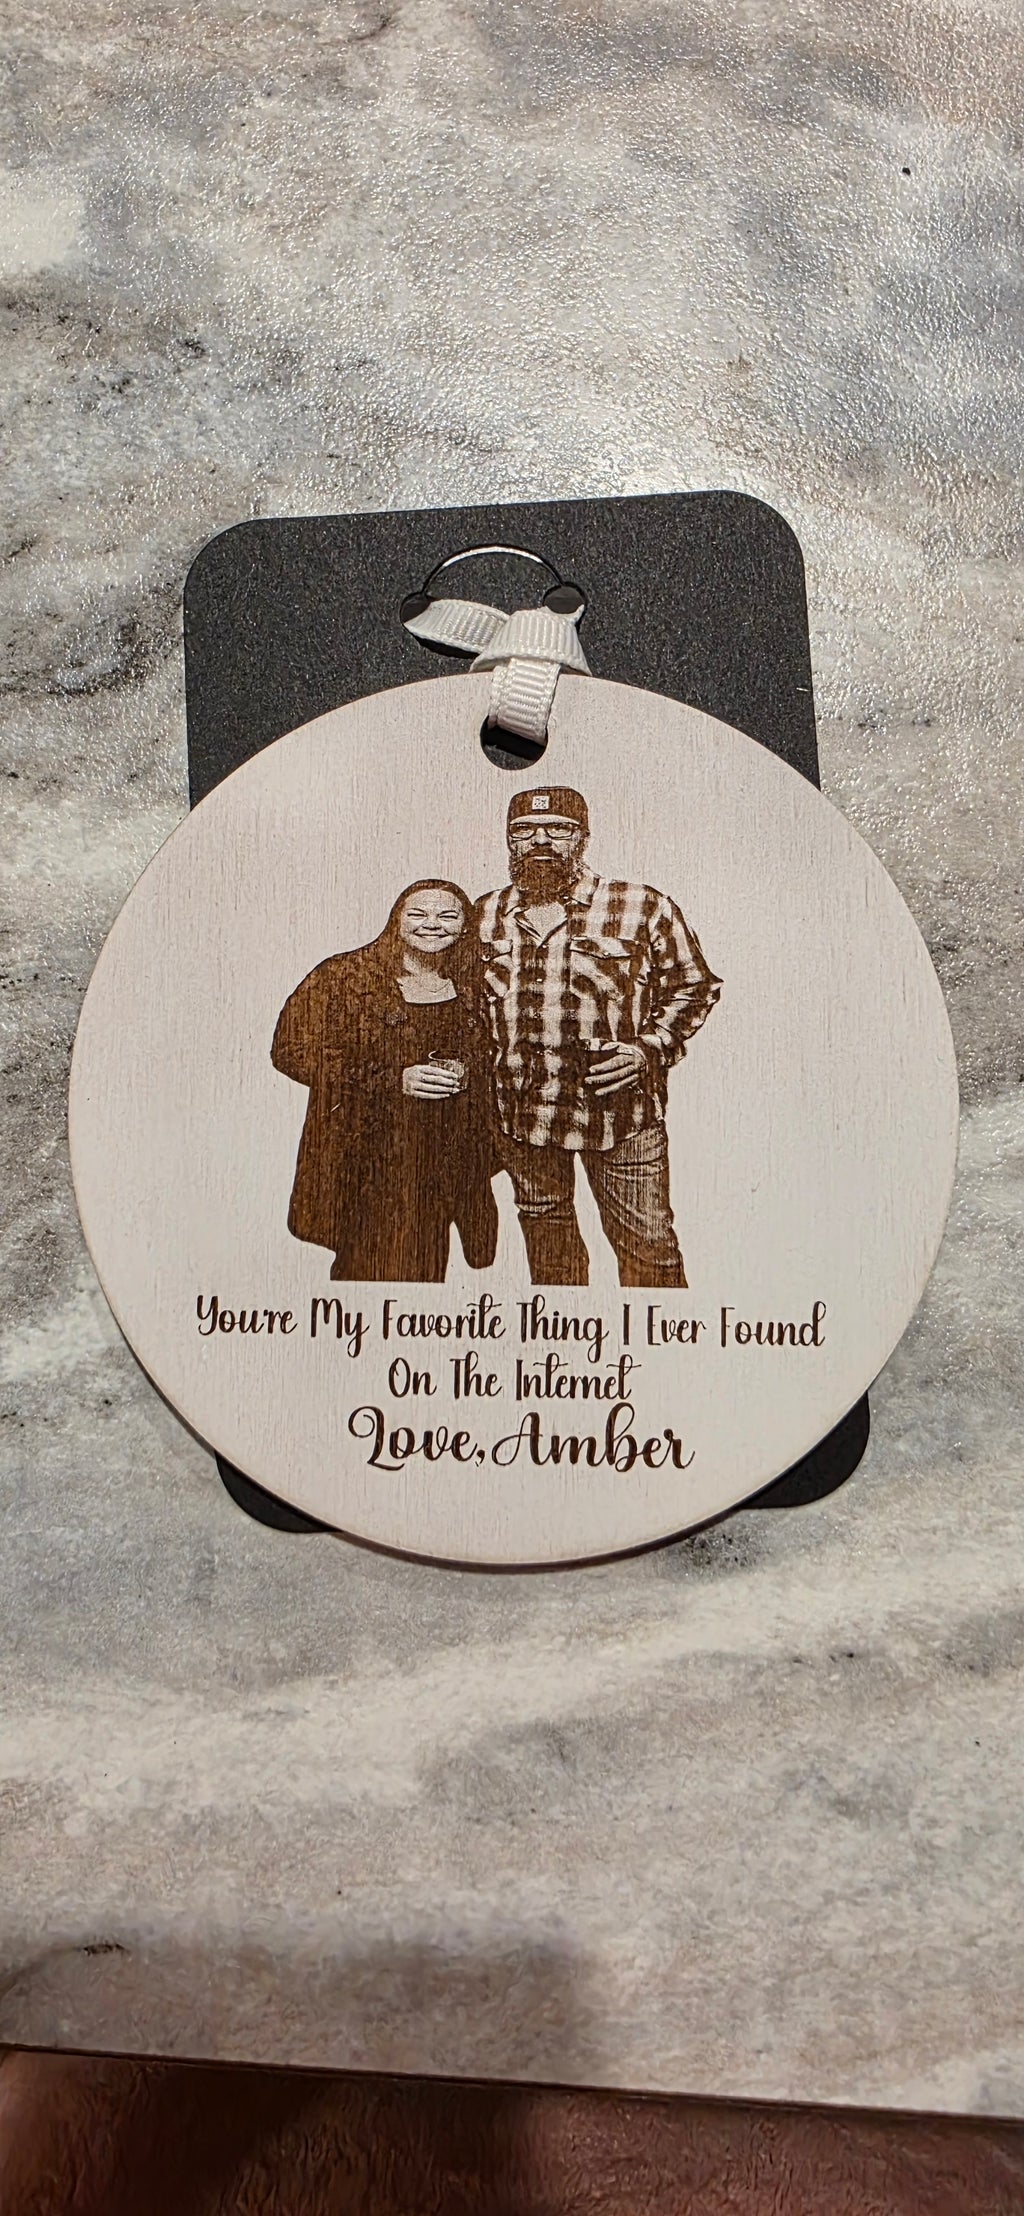 You're My Favorite Thing I Ever Found
On The Internet
Love, Amber